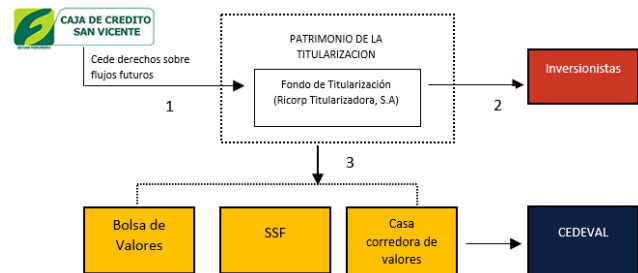 CAJA DE CREDITO
SAN VICENTE
Cede derechos sobre
flujos futuros
1
PATRIMONIO DE LA
TITULARIZACION
Fondo de Titularización
(Ricorp Titularizadora, S.A)
2
Inversionistas
3
Bolsa de
Valores
SSF
Casa
corredora de
valores
CEDEVAL